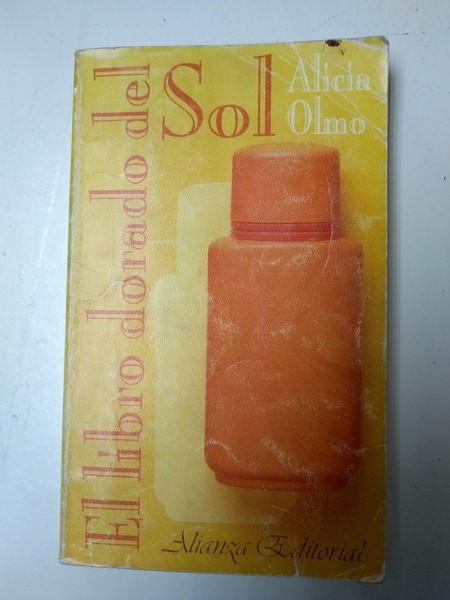 El libro dorado del
Sol
Alicia
Olmo
Alianza Editorial